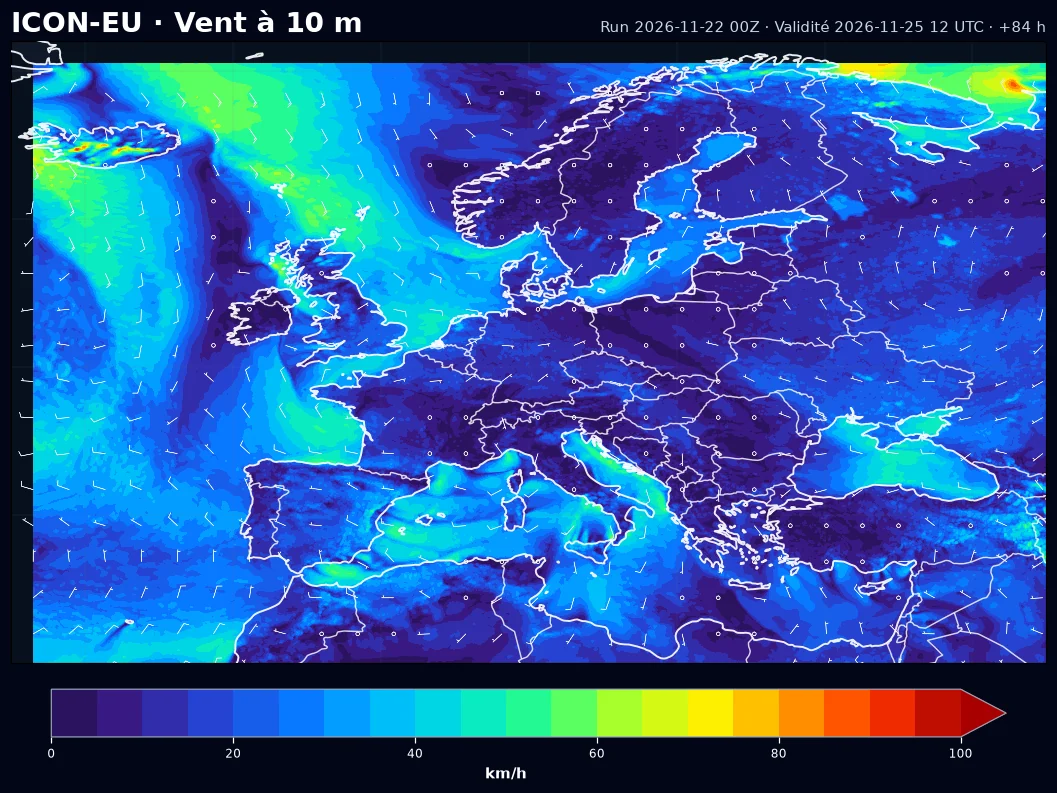 ICON-EU · Vent à 10 m
Run 2026-11-22 00Z · Validité 2026-11-25 12 UTC · +84 h
0 20 40 60 80 100
km/h